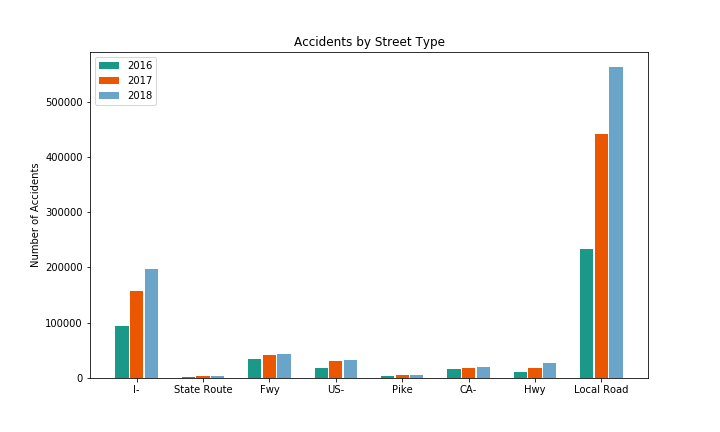 Accidents by Street Type
2016
2017
2018
Number of Accidents
500000
400000
300000
200000
100000
0
I-
State Route
Fwy
US-
Pike
CA-
Hwy
Local Road